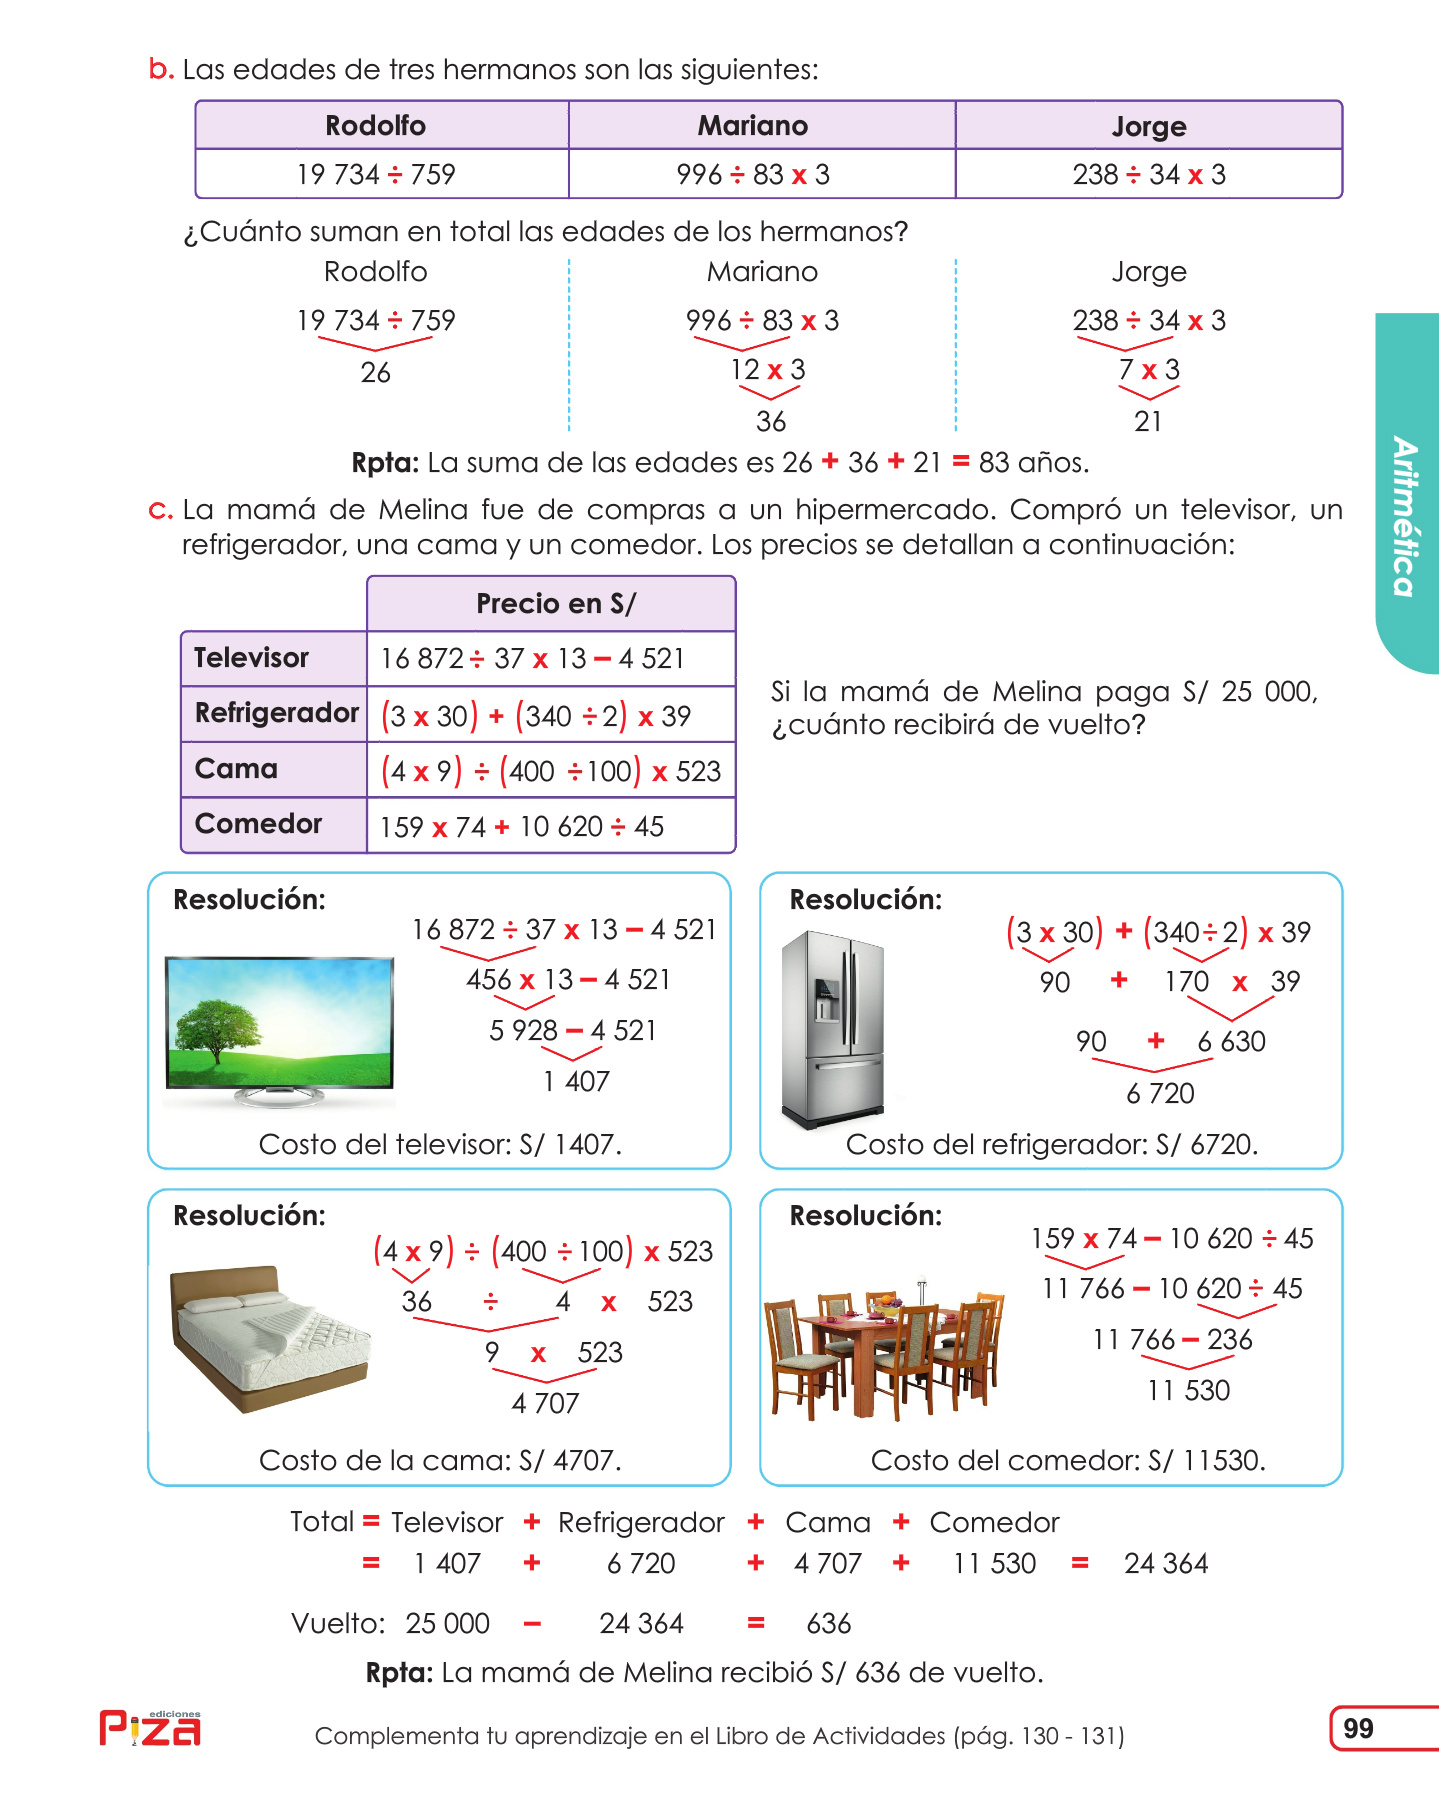 b. Las edades de tres hermanos son las siguientes:
Rodolfo Mariano Jorge
19 734 ÷ 759 996 ÷ 83 x 3 238 ÷ 34 x 3
¿Cuánto suman en total las edades de los hermanos?
Rodolfo Mariano Jorge
19 734 ÷ 759 996 ÷ 83 x 3 238 ÷ 34 x 3
26 12 x 3 7 x 3
36 21
Rpta: La suma de las edades es 26 + 36 + 21 = 83 años.
c. La mamá de Melina fue de compras a un hipermercado. Compró un televisor, un
refrigerador, una cama y un comedor. Los precios se detallan a continuación:
Precio en S/
Televisor 16 872 ÷ 37 x 13 – 4 521
Refrigerador (3 x 30) + (340 ÷ 2) x 39
Cama (4 x 9) ÷ (400 ÷ 100) x 523
Comedor 159 x 74 + 10 620 ÷ 45
Si la mamá de Melina paga S/ 25 000,
¿cuánto recibirá de vuelto?
Resolución:
16 872 ÷ 37 x 13 – 4 521
456 x 13 – 4 521
5 928 – 4 521
1 407
Costo del televisor: S/ 1407.
Resolución:
(3 x 30) + (340 ÷ 2) x 39
90 + 170 x 39
90 + 6 630
6 720
Costo del refrigerador: S/ 6720.
Resolución:
(4 x 9) ÷ (400 ÷ 100) x 523
36 ÷ 4 x 523
9 x 523
4 707
Costo de la cama: S/ 4707.
Resolución:
159 x 74 – 10 620 ÷ 45
11 766 – 10 620 ÷ 45
11 766 – 236
11 530
Costo del comedor: S/ 11530.
Total = Televisor + Refrigerador + Cama + Comedor
= 1 407 + 6 720 + 4 707 + 11 530 = 24 364
Vuelto: 25 000 – 24 364 = 636
Rpta: La mamá de Melina recibió S/ 636 de vuelto.
Aritmética
ediciones
Piza
Complementa tu aprendizaje en el Libro de Actividades (pág. 130 - 131)
99